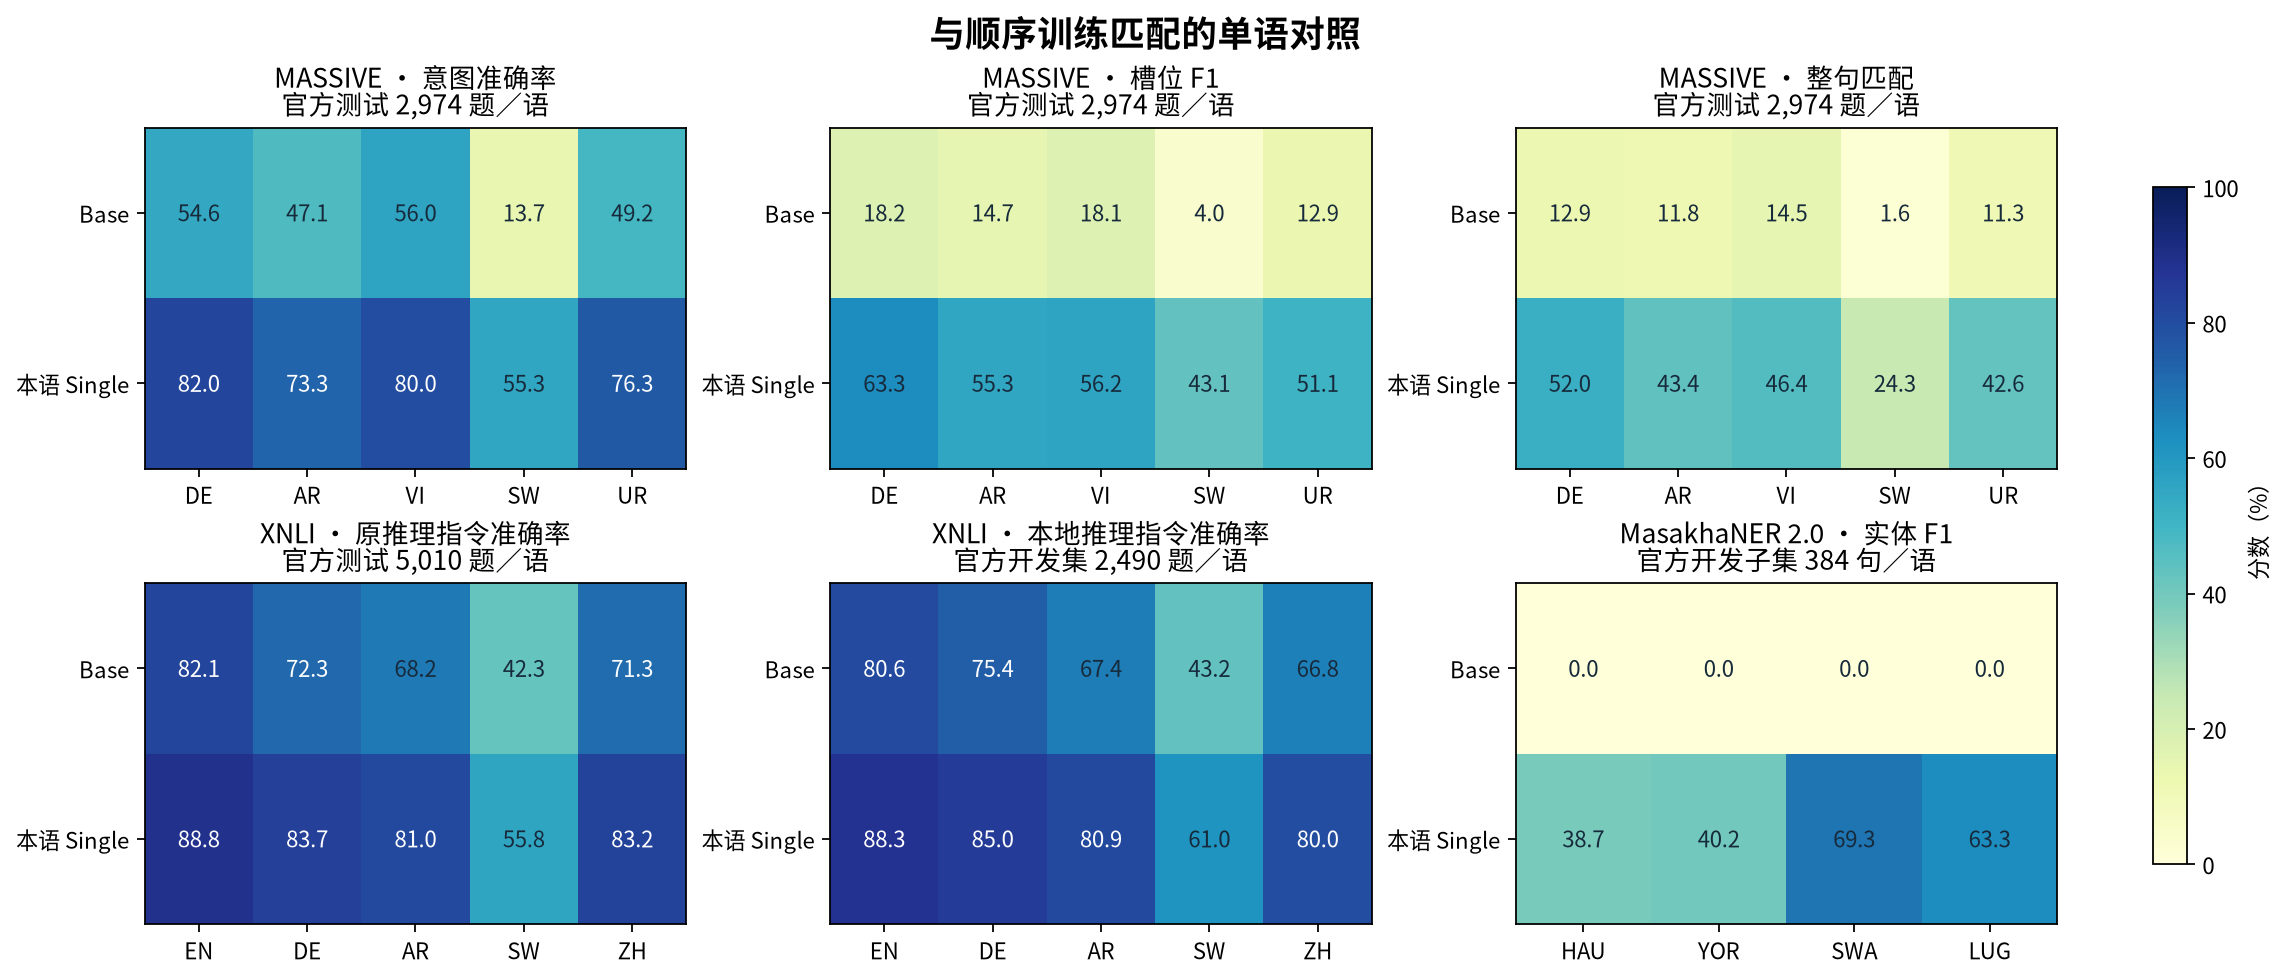 与顺序训练匹配的单语对照
MASSIVE · 意图准确率
官方测试 2,974 题／语
Base
54.6 47.1 56.0 13.7 49.2
本语 Single
82.0 73.3 80.0 55.3 76.3
DE AR VI SW UR
MASSIVE · 槽位 F1
官方测试 2,974 题／语
Base
18.2 14.7 18.1 4.0 12.9
本语 Single
63.3 55.3 56.2 43.1 51.1
DE AR VI SW UR
MASSIVE · 整句匹配
官方测试 2,974 题／语
Base
12.9 11.8 14.5 1.6 11.3
本语 Single
52.0 43.4 46.4 24.3 42.6
DE AR VI SW UR
XNLI · 原推理指令准确率
官方测试 5,010 题／语
Base
82.1 72.3 68.2 42.3 71.3
本语 Single
88.8 83.7 81.0 55.8 83.2
EN DE AR SW ZH
XNLI · 本地推理指令准确率
官方开发集 2,490 题／语
Base
80.6 75.4 67.4 43.2 66.8
本语 Single
88.3 85.0 80.9 61.0 80.0
EN DE AR SW ZH
MasakhaNER 2.0 · 实体 F1
官方开发子集 384 句／语
Base
0.0 0.0 0.0 0.0
本语 Single
38.7 40.2 69.3 63.3
HAU YOR SWA LUG
100
80
60
40
20
0
分数（%）